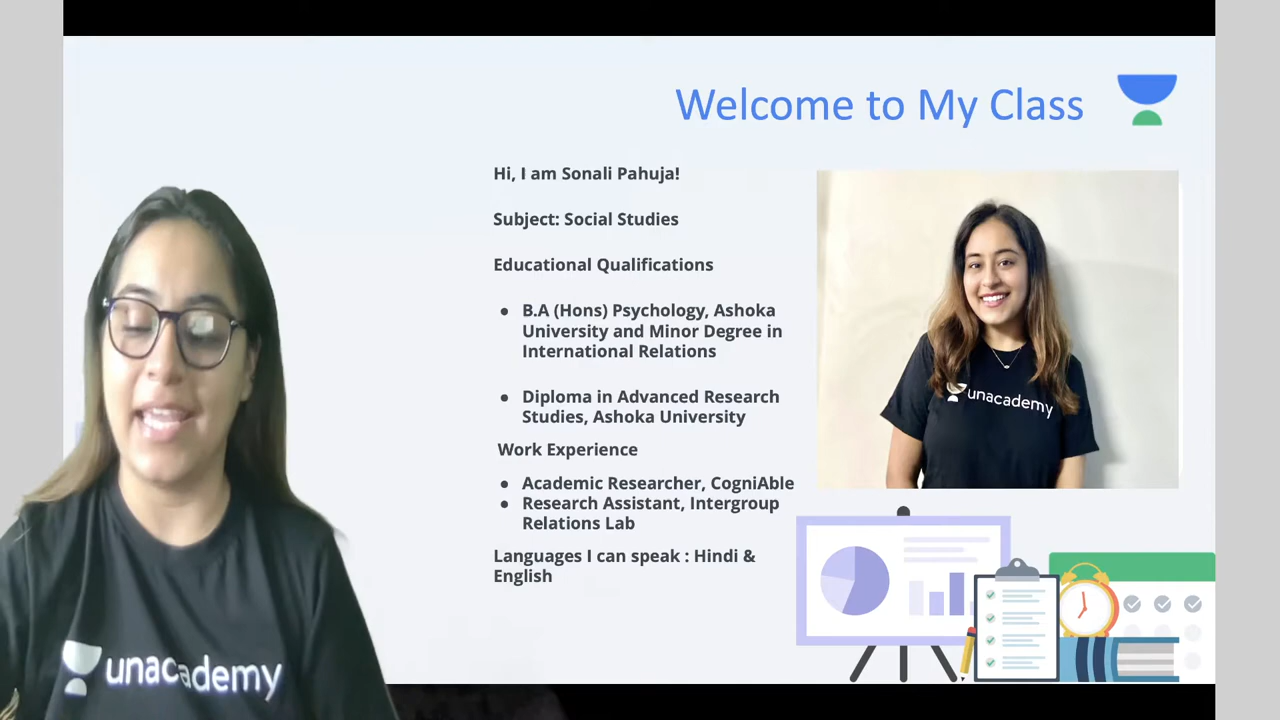 Welcome to My Class
Hi, I am Sonali Pahuja!
Subject: Social Studies
Educational Qualifications
● B.A (Hons) Psychology, Ashoka
University and Minor Degree in
International Relations
● Diploma in Advanced Research
Studies, Ashoka University
Work Experience
● Academic Researcher, CogniAble
● Research Assistant, Intergroup
Relations Lab
Languages I can speak : Hindi &
English
unacademy
unacademy